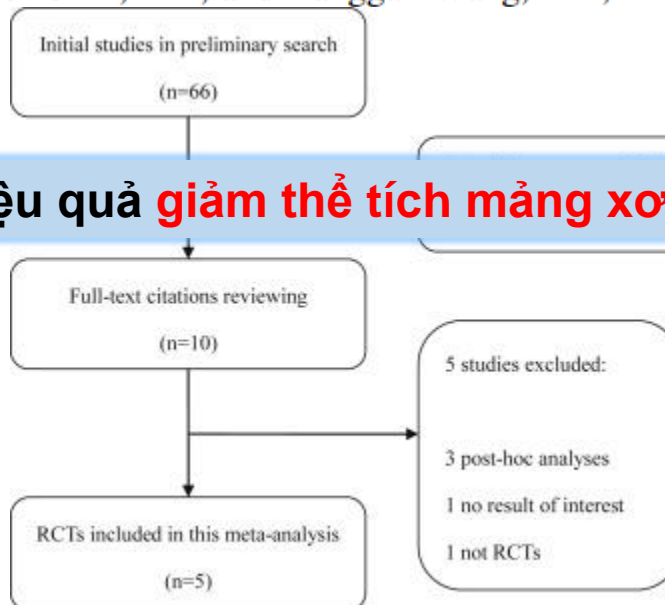 Initial studies in preliminary search
(n=66)
quả giảm thể tích mảng
Full-text citations reviewing
(n=10)
5 studies excluded:
3 post-hoc analyses
1 no result of interest
1 not RCTs
RCTs included in this meta-analysis
(n=5)